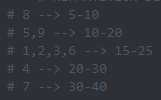 # 8 --> 5-10
# 5,9 --> 10-20
# 1,2,3,6 --> 15-25
# 4 --> 20-30
# 7 --> 30-40